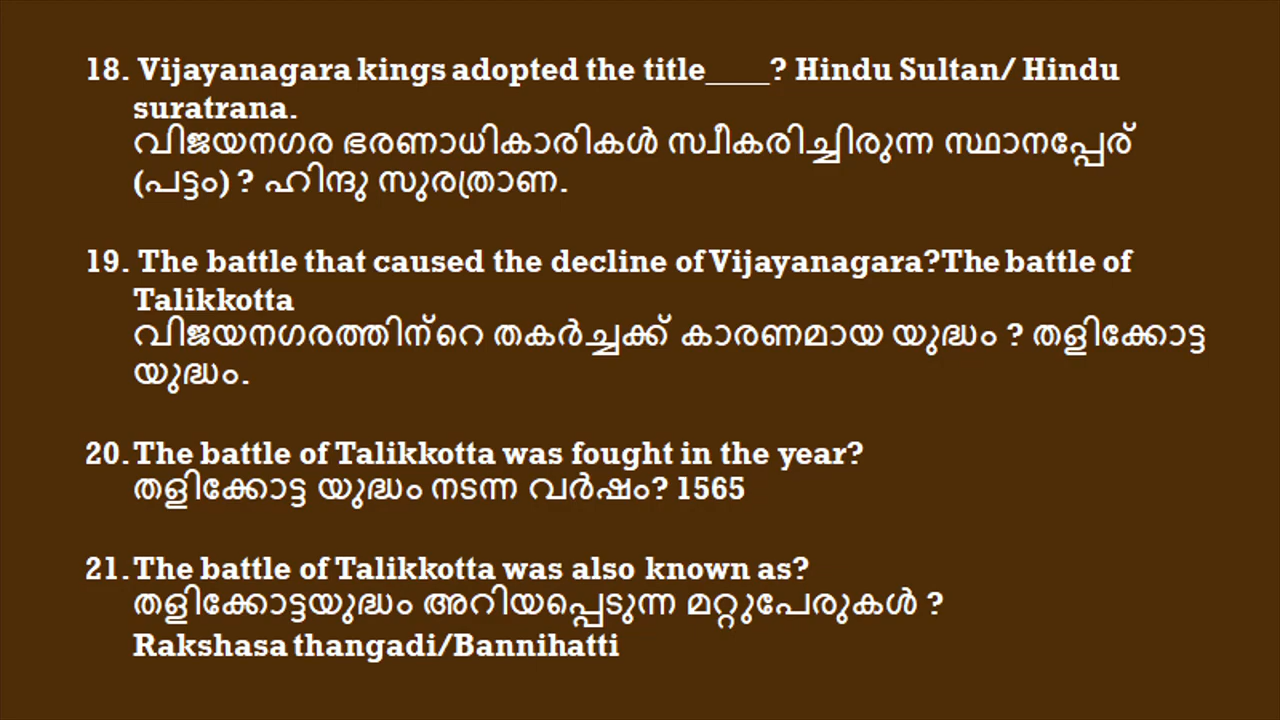 18. Vijayanagara kings adopted the title____? Hindu Sultan/ Hindu
suratrana.
വിജയനഗര ഭരണാധികാരികൾ സ്വീകരിച്ചിരുന്ന സ്ഥാനപ്പേര്
(പട്ടം) ? ഹിന്ദു സുരത്രാണ.
19. The battle that caused the decline of Vijayanagara?The battle of
Talikkotta
വിജയനഗരത്തിന്റെ തകർച്ചക്ക് കാരണമായ യുദ്ധം ? തളിക്കോട്ട
യുദ്ധം.
20. The battle of Talikkotta was fought in the year?
തളിക്കോട്ട യുദ്ധം നടന്ന വർഷം? 1565
21. The battle of Talikkotta was also known as?
തളിക്കോട്ടയുദ്ധം അറിയപ്പെടുന്ന മറ്റുപേരുകൾ ?
Rakshasa thangadi/Bannihatti